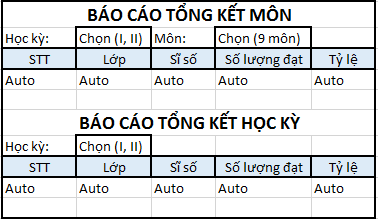 BÁO CÁO TỔNG KẾT MÔN
Học kỳ: Chọn (I, II) Môn: Chọn (9 môn)
STT Lớp Sĩ số Số lượng đạt Tỷ lệ
Auto Auto Auto Auto Auto
BÁO CÁO TỔNG KẾT HỌC KỲ
Học kỳ: Chọn (I, II)
STT Lớp Sĩ số Số lượng đạt Tỷ lệ
Auto Auto Auto Auto Auto